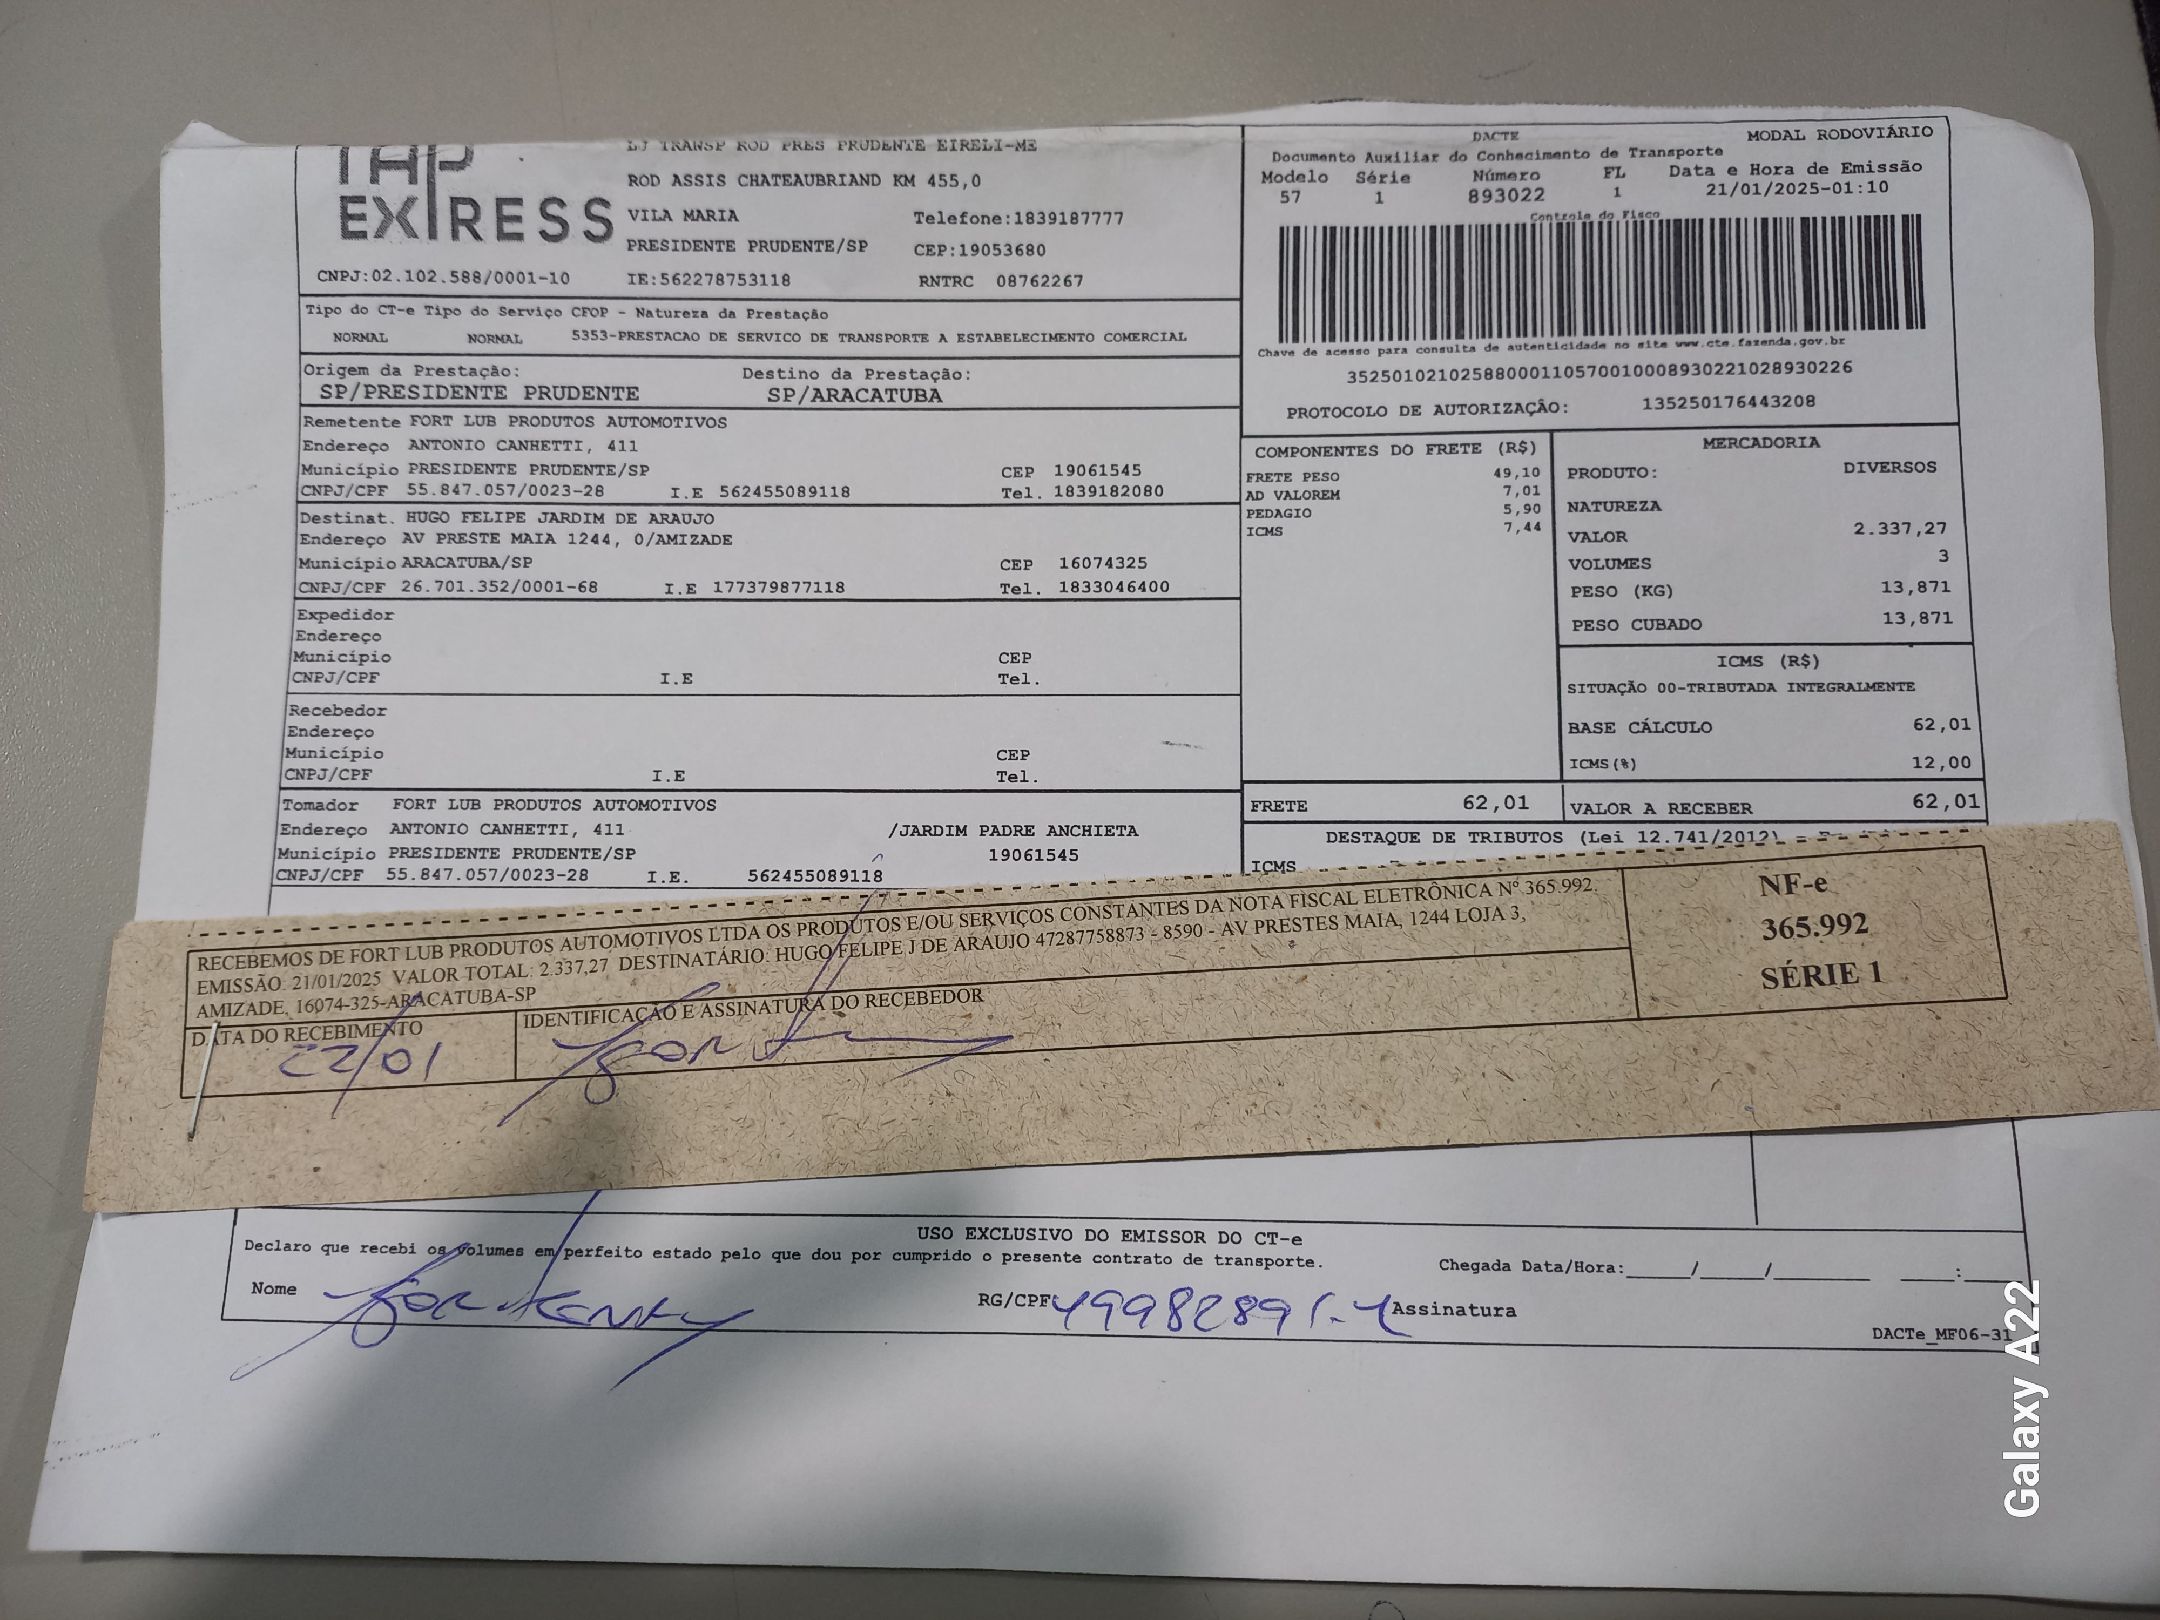 TAP
EXPRESS
LJ TRANSP ROD PRES PRUDENTE EIRELI-ME
ROD ASSIS CHATEAUBRIAND KM 455,0
VILA MARIA Telefone:1839187777
PRESIDENTE PRUDENTE/SP CEP:19053680
CNPJ:02.102.588/0001-10 IE:562278753118 RNTRC 08762267
DACTE MODAL RODOVIÁRIO
Documento Auxiliar do Conhecimento de Transporte
Modelo Série Número FL Data e Hora de Emissão
57 1 893022 1 21/01/2025-01:10
Controle do Fisco
Chave de acesso para consulta de autenticidade no site www.cte.fazenda.gov.br
35250102102588000110570010008930221028930226
PROTOCOLO DE AUTORIZAÇÃO: 135250176443208
Tipo do CT-e Tipo do Serviço CFOP - Natureza da Prestação
NORMAL NORMAL 5353-PRESTACAO DE SERVICO DE TRANSPORTE A ESTABELECIMENTO COMERCIAL
Origem da Prestação: Destino da Prestação:
SP/PRESIDENTE PRUDENTE SP/ARACATUBA
Remetente FORT LUB PRODUTOS AUTOMOTIVOS
Endereço ANTONIO CANHETTI, 411
Município PRESIDENTE PRUDENTE/SP CEP 19061545
CNPJ/CPF 55.847.057/0023-28 I.E 562455089118 Tel. 1839182080
Destinat. HUGO FELIPE JARDIM DE ARAUJO
Endereço AV PRESTE MAIA 1244, 0/AMIZADE
Município ARACATUBA/SP CEP 16074325
CNPJ/CPF 26.701.352/0001-68 I.E 177379877118 Tel. 1833046400
Expedidor
Endereço
Município CEP
CNPJ/CPF I.E Tel.
Recebedor
Endereço
Município CEP
CNPJ/CPF I.E Tel.
Tomador FORT LUB PRODUTOS AUTOMOTIVOS
Endereço ANTONIO CANHETTI, 411 /JARDIM PADRE ANCHIETA
Município PRESIDENTE PRUDENTE/SP 19061545
CNPJ/CPF 55.847.057/0023-28 I.E. 562455089118
COMPONENTES DO FRETE (R$)
FRETE PESO 49,10
AD VALOREM 7,01
PEDAGIO 5,90
ICMS 7,44
MERCADORIA
PRODUTO: DIVERSOS
NATUREZA
VALOR 2.337,27
VOLUMES 3
PESO (KG) 13,871
PESO CUBADO 13,871
ICMS (R$)
SITUAÇÃO 00-TRIBUTADA INTEGRALMENTE
BASE CÁLCULO 62,01
ICMS(%) 12,00
FRETE 62,01 VALOR A RECEBER 62,01
DESTAQUE DE TRIBUTOS (Lei 12.741/2012) =
ICMS
RECEBEMOS DE FORT LUB PRODUTOS AUTOMOTIVOS LTDA OS PRODUTOS E/OU SERVIÇOS CONSTANTES DA NOTA FISCAL ELETRÔNICA Nº 365.992.
EMISSÃO: 21/01/2025 VALOR TOTAL: 2.337,27 DESTINATÁRIO: HUGO FELIPE J DE ARAUJO 47287758873 - 8590 - AV PRESTES MAIA, 1244 LOJA 3,
AMIZADE, 16074-325-ARACATUBA-SP
DATA DO RECEBIMENTO IDENTIFICAÇÃO E ASSINATURA DO RECEBEDOR
22/01
NF-e
365.992
SÉRIE 1
USO EXCLUSIVO DO EMISSOR DO CT-e
Declaro que recebi os volumes em perfeito estado pelo que dou por cumprido o presente contrato de transporte.
Chegada Data/Hora:____/____/______ ____:____
Nome RG/CPF 49982891-4 Assinatura
DACTe_MF06-31
Galaxy A22